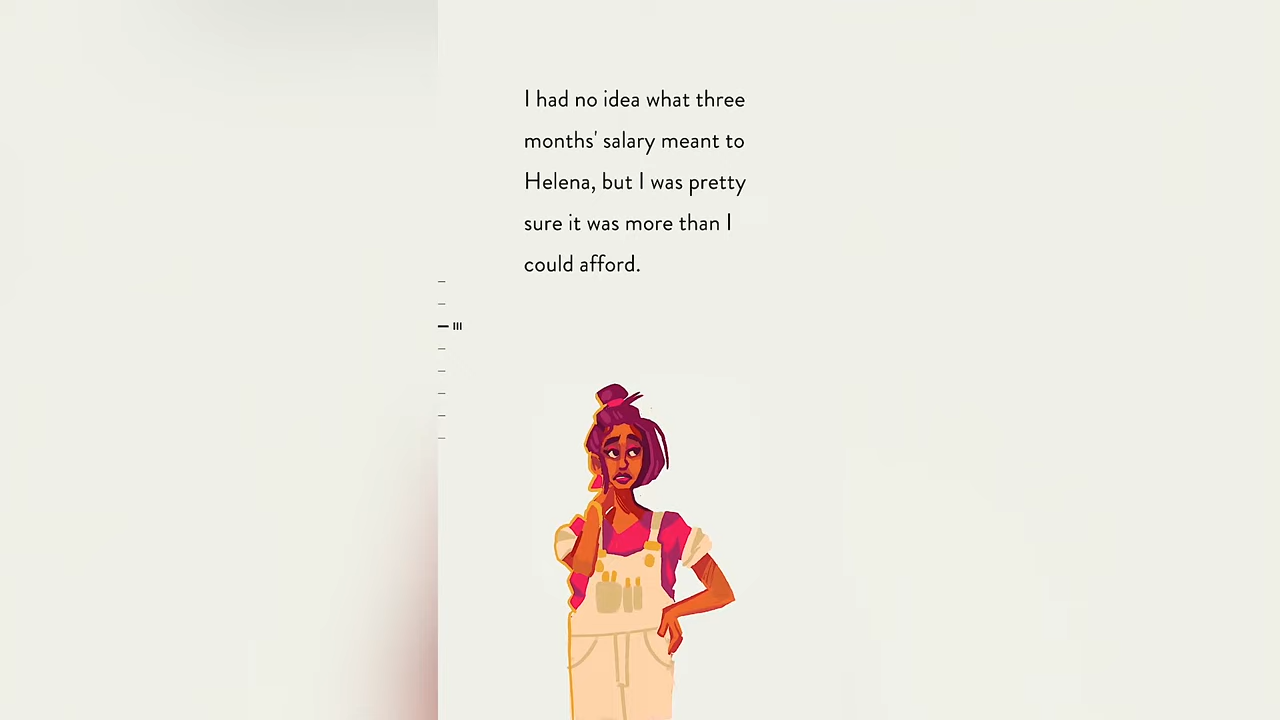 I had no idea what three
months' salary meant to
Helena, but I was pretty
sure it was more than I
could afford.
III